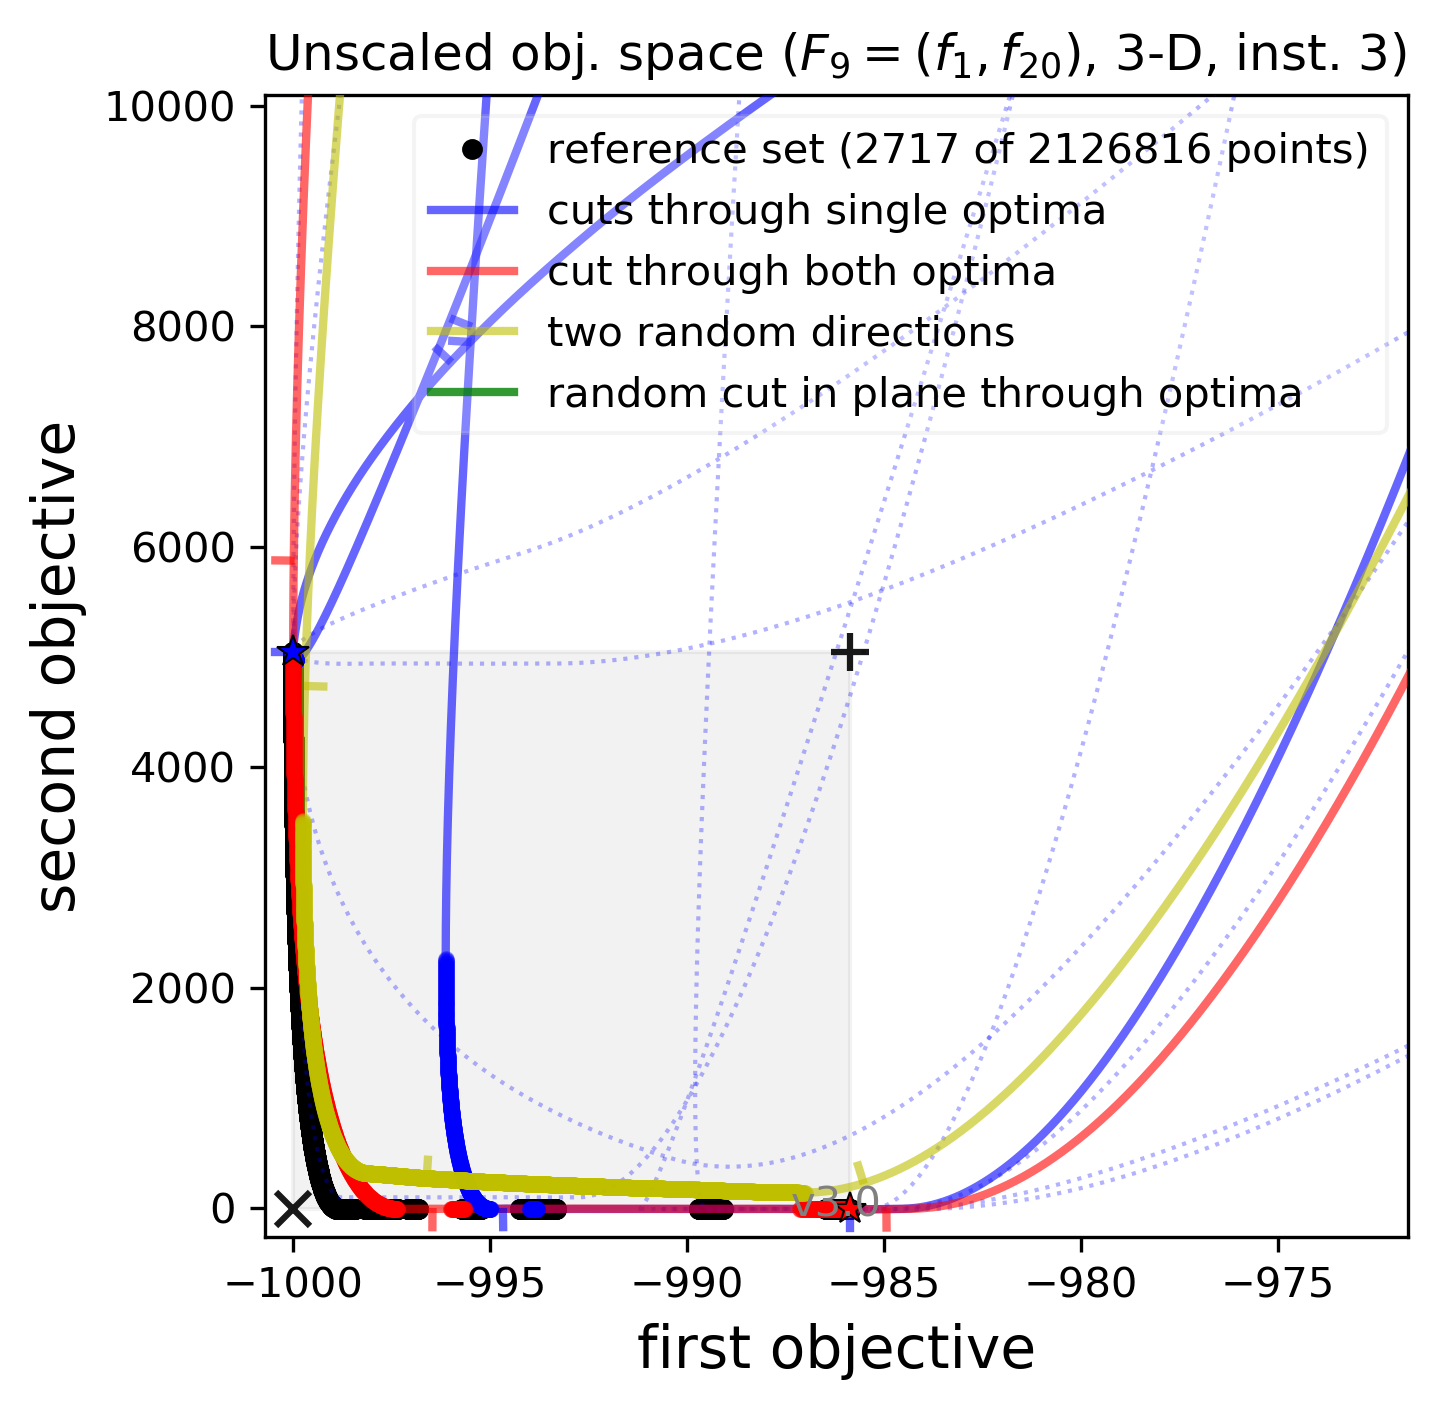 Unscaled obj. space (F₉ = (f₁, f₂₀), 3-D, inst. 3)
10000
8000
6000
4000
2000
0
second objective
reference set (2717 of 2126816 points)
cuts through single optima
cut through both optima
two random directions
random cut in plane through optima
v3.0
−1000
−995
−990
−985
−980
−975
first objective